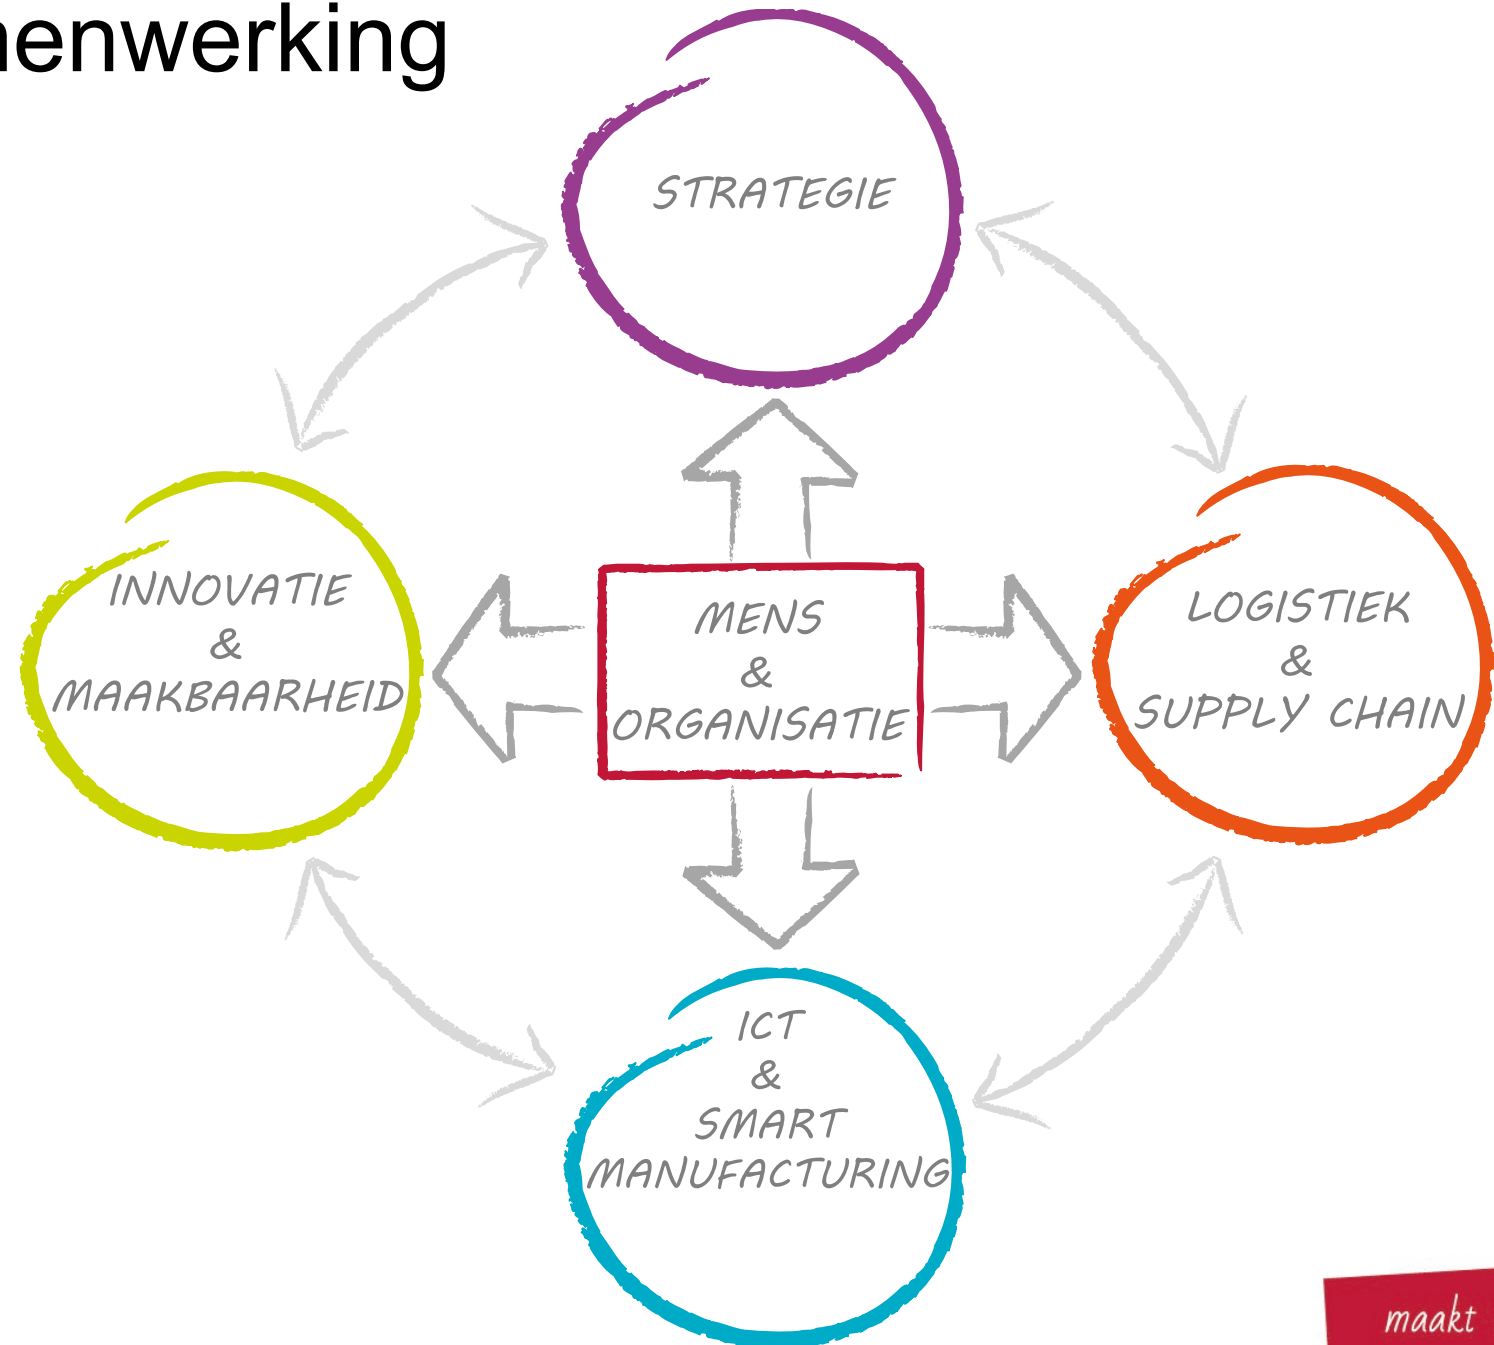 enwerking
STRATEGIE
INNOVATIE
&
MAAKBAARHEID
MENS
&
ORGANISATIE
LOGISTIEK
&
SUPPLY CHAIN
ICT
&
SMART
MANUFACTURING
maakt